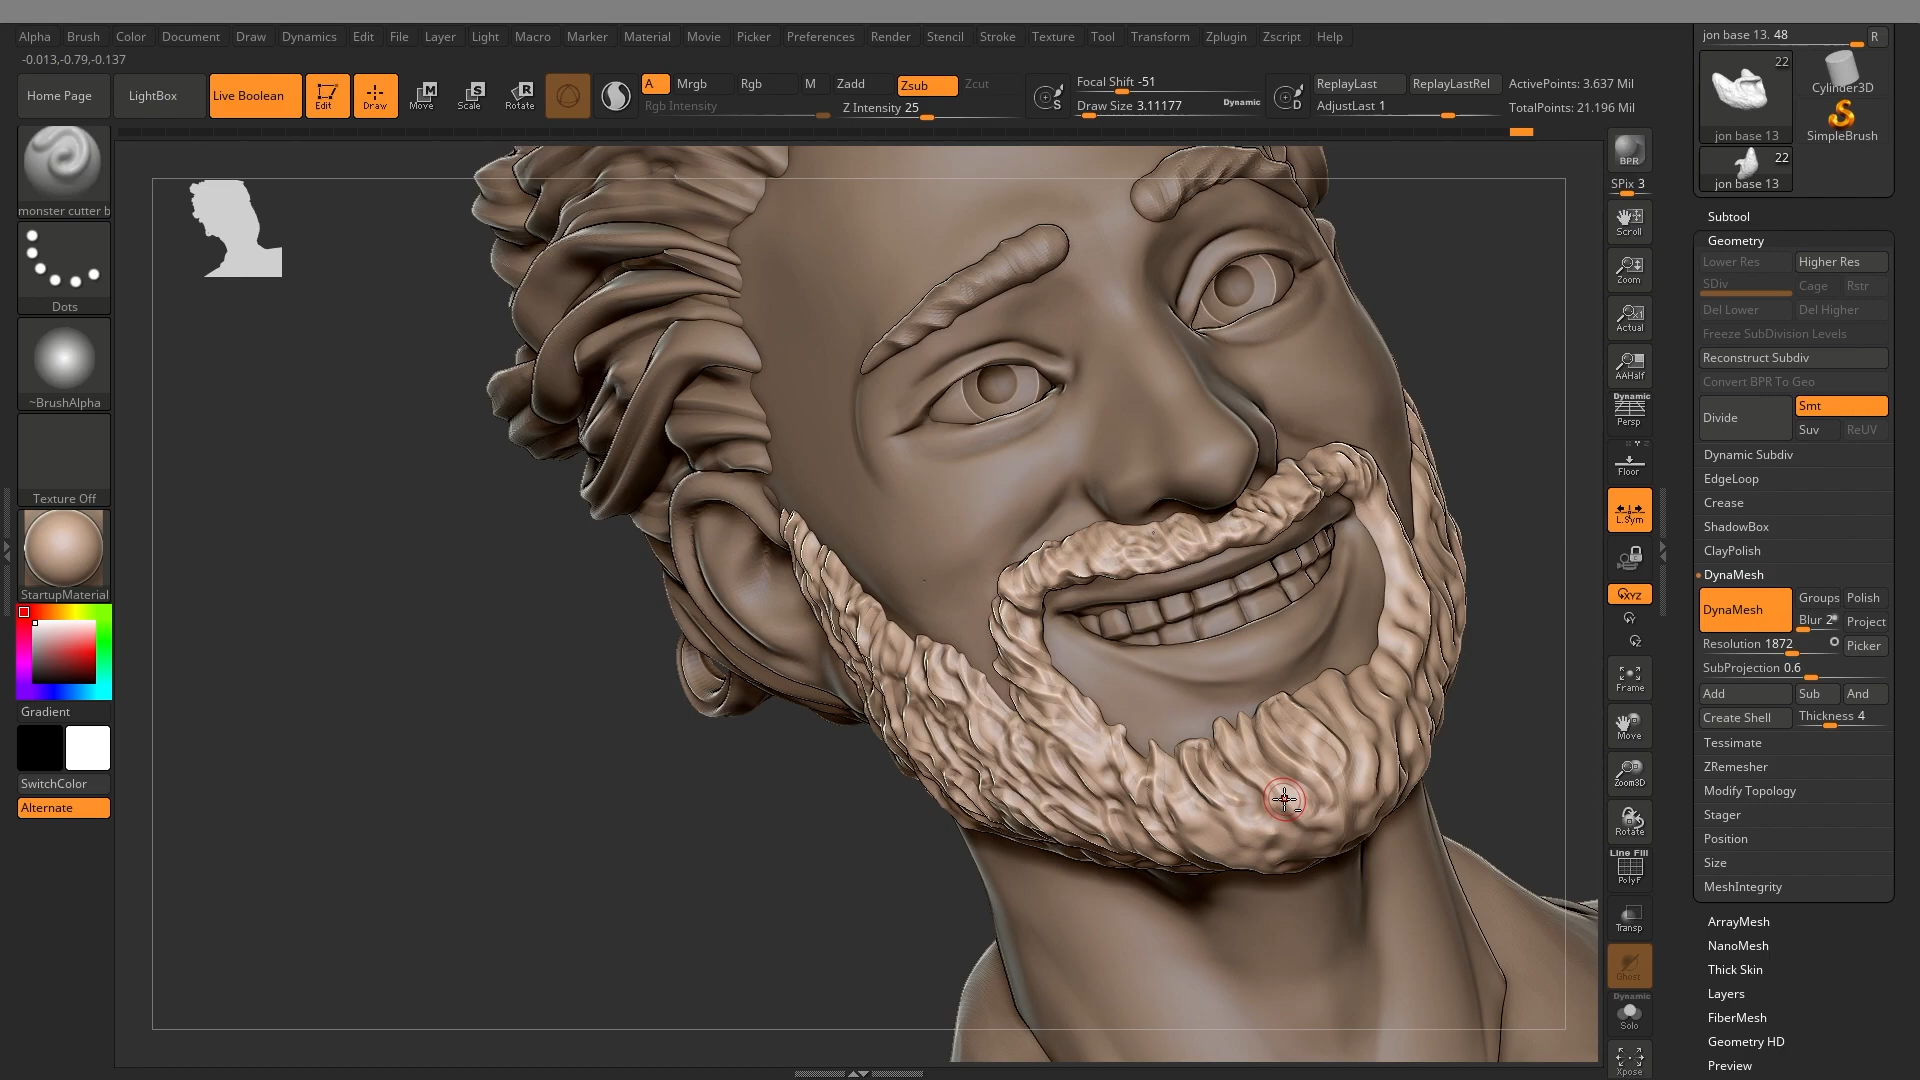 Alpha Brush Color Document Draw Dynamics Edit File Layer Light Macro Marker Material Movie Picker Preferences Render Stencil Stroke Texture Tool Transform Zplugin Zscript Help
-0.013,-0.79,-0.137
Home Page
LightBox
Live Boolean
Edit
Draw
Move
Scale
Rotate
A
Mrgb
Rgb
M
Zadd
Zsub
Zcut
Rgb Intensity
Z Intensity 25
S
Focal Shift -51
Draw Size 3.11177
Dynamic
D
ReplayLast
ReplayLastRel
AdjustLast 1
ActivePoints: 3.637 Mil
TotalPoints: 21.196 Mil
monster cutter b
Dots
~BrushAlpha
Texture Off
StartupMaterial
Gradient
SwitchColor
Alternate
BPR
SPix 3
Scroll
Zoom
Actual
AAHalf
Dynamic
Persp
Floor
L.Sym
XYZ
Frame
Move
Zoom3D
Rotate
Line Fill
PolyF
Transp
Ghost
Dynamic
Solo
Xpose
jon base 13. 48
R
22
jon base 13
Cylinder3D
SimpleBrush
22
jon base 13
Subtool
Geometry
Lower Res
Higher Res
SDiv
Cage
Rstr
Del Lower
Del Higher
Freeze SubDivision Levels
Reconstruct Subdiv
Convert BPR To Geo
Divide
Smt
Suv
ReUV
Dynamic Subdiv
EdgeLoop
Crease
ShadowBox
ClayPolish
DynaMesh
DynaMesh
Groups
Polish
Blur 2
Project
Resolution 1872
Picker
SubProjection 0.6
Add
Sub
And
Create Shell
Thickness 4
Tessimate
ZRemesher
Modify Topology
Stager
Position
Size
MeshIntegrity
ArrayMesh
NanoMesh
Thick Skin
Layers
FiberMesh
Geometry HD
Preview